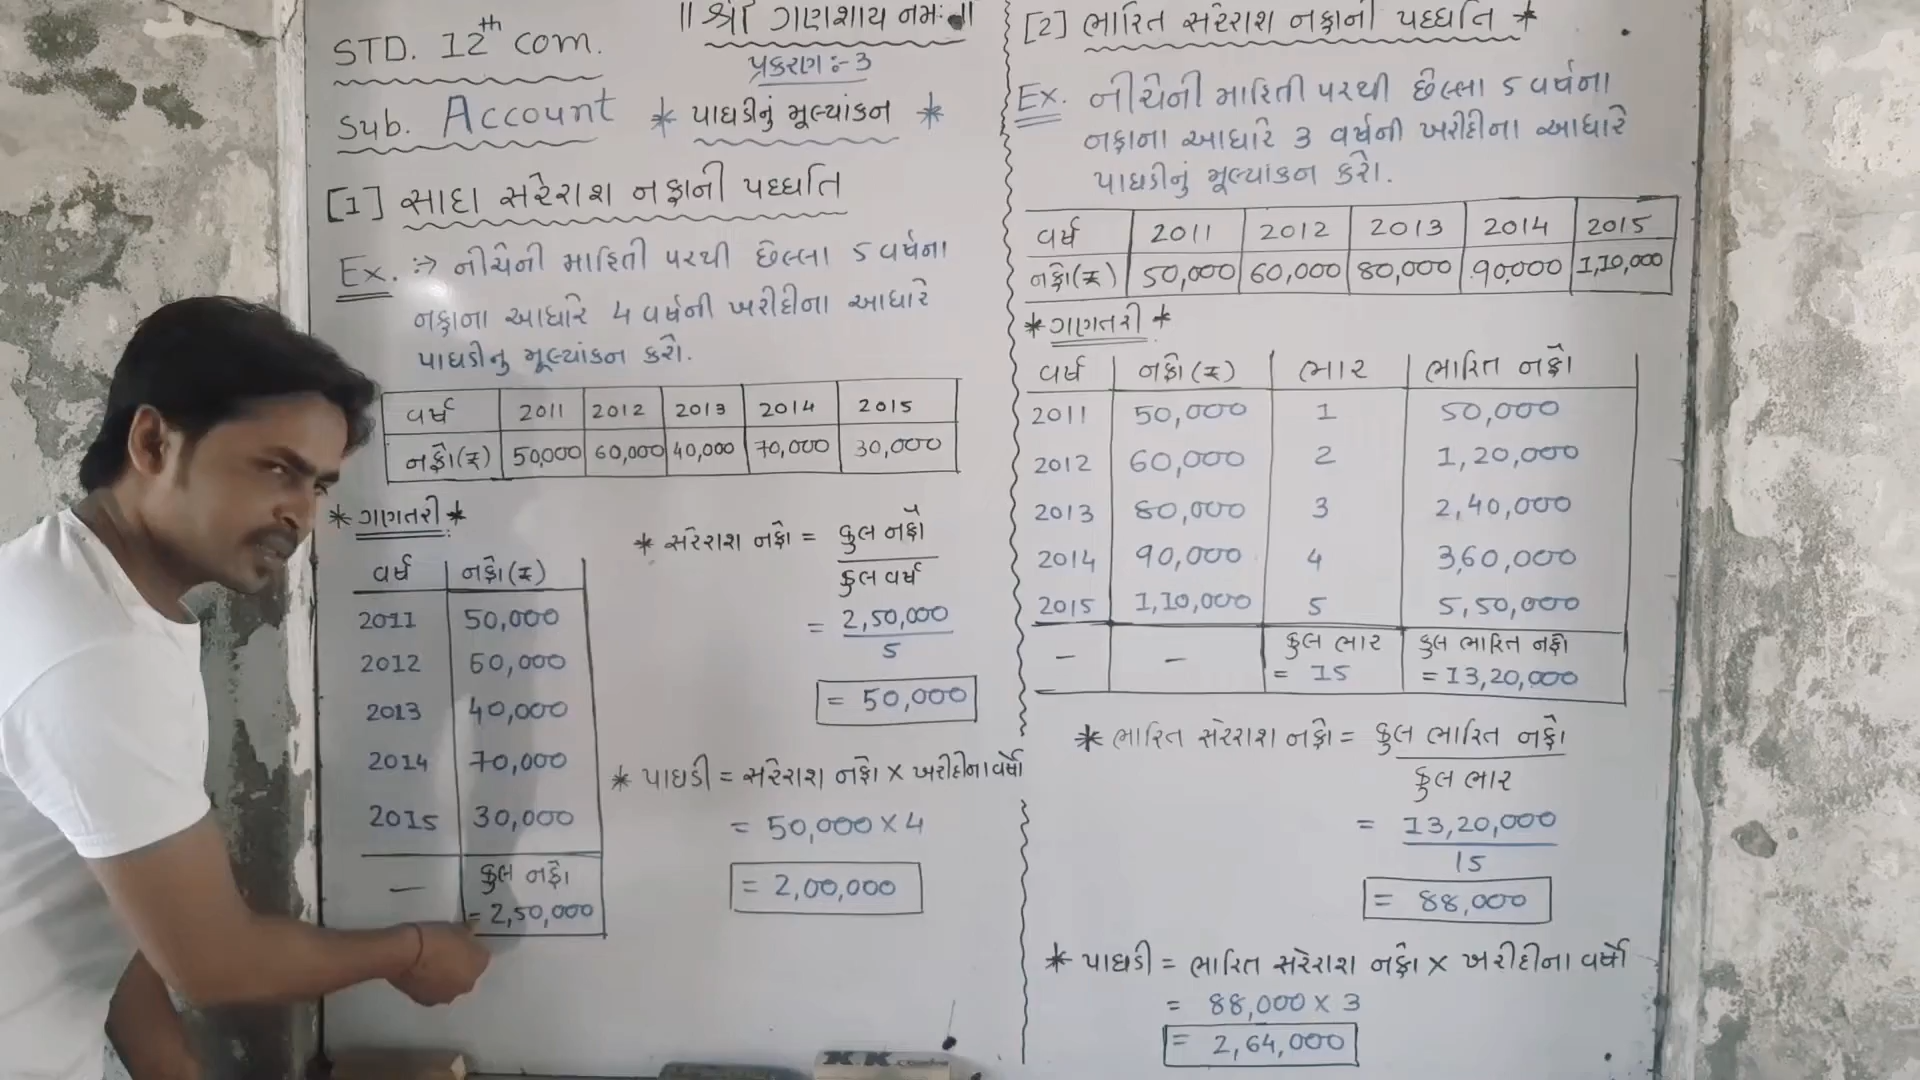 STD. 12th com.
॥ શ્રી ગણેશાય નમઃ ॥
પ્રકરણ :- 3
Sub. Account
* પાઘડીનું મૂલ્યાંકન *
[1] સાદા સરેરાશ નફાની પધ્ધતિ
Ex. :→ નીચેની માહિતી પરથી છેલ્લા 5 વર્ષના
નફાના આધારે 4 વર્ષની ખરીદીના આધારે
પાઘડીનુ મૂલ્યાંકન કરો.
વર્ષ 2011 2012 2013 2014 2015
નફો(₹) 50,000 60,000 40,000 70,000 30,000
* ગણતરી *
વર્ષ નફો(₹)
2011 50,000
2012 60,000
2013 40,000
2014 70,000
2015 30,000
— કુલ નફો
= 2,50,000
* સરેરાશ નફો = કુલ નફો
કુલ વર્ષ
= 2,50,000
5
= 50,000
* પાઘડી = સરેરાશ નફો × ખરીદીના વર્ષો
= 50,000 × 4
= 2,00,000
[2] ભારિત સરેરાશ નફાની પધ્ધતિ *
Ex. નીચેની માહિતી પરથી છેલ્લા 5 વર્ષના
નફાના આધારે 3 વર્ષની ખરીદીના આધારે
પાઘડીનું મૂલ્યાંકન કરો.
વર્ષ 2011 2012 2013 2014 2015
નફો(₹) 50,000 60,000 80,000 90,000 1,10,000
* ગણતરી *
વર્ષ નફો(₹) ભાર ભારિત નફો
2011 50,000 1 50,000
2012 60,000 2 1,20,000
2013 80,000 3 2,40,000
2014 90,000 4 3,60,000
2015 1,10,000 5 5,50,000
— — કુલ ભાર કુલ ભારિત નફો
= 15 = 13,20,000
* ભારિત સરેરાશ નફો = કુલ ભારિત નફો
કુલ ભાર
= 13,20,000
15
= 88,000
* પાઘડી = ભારિત સરેરાશ નફો × ખરીદીના વર્ષો
= 88,000 × 3
= 2,64,000